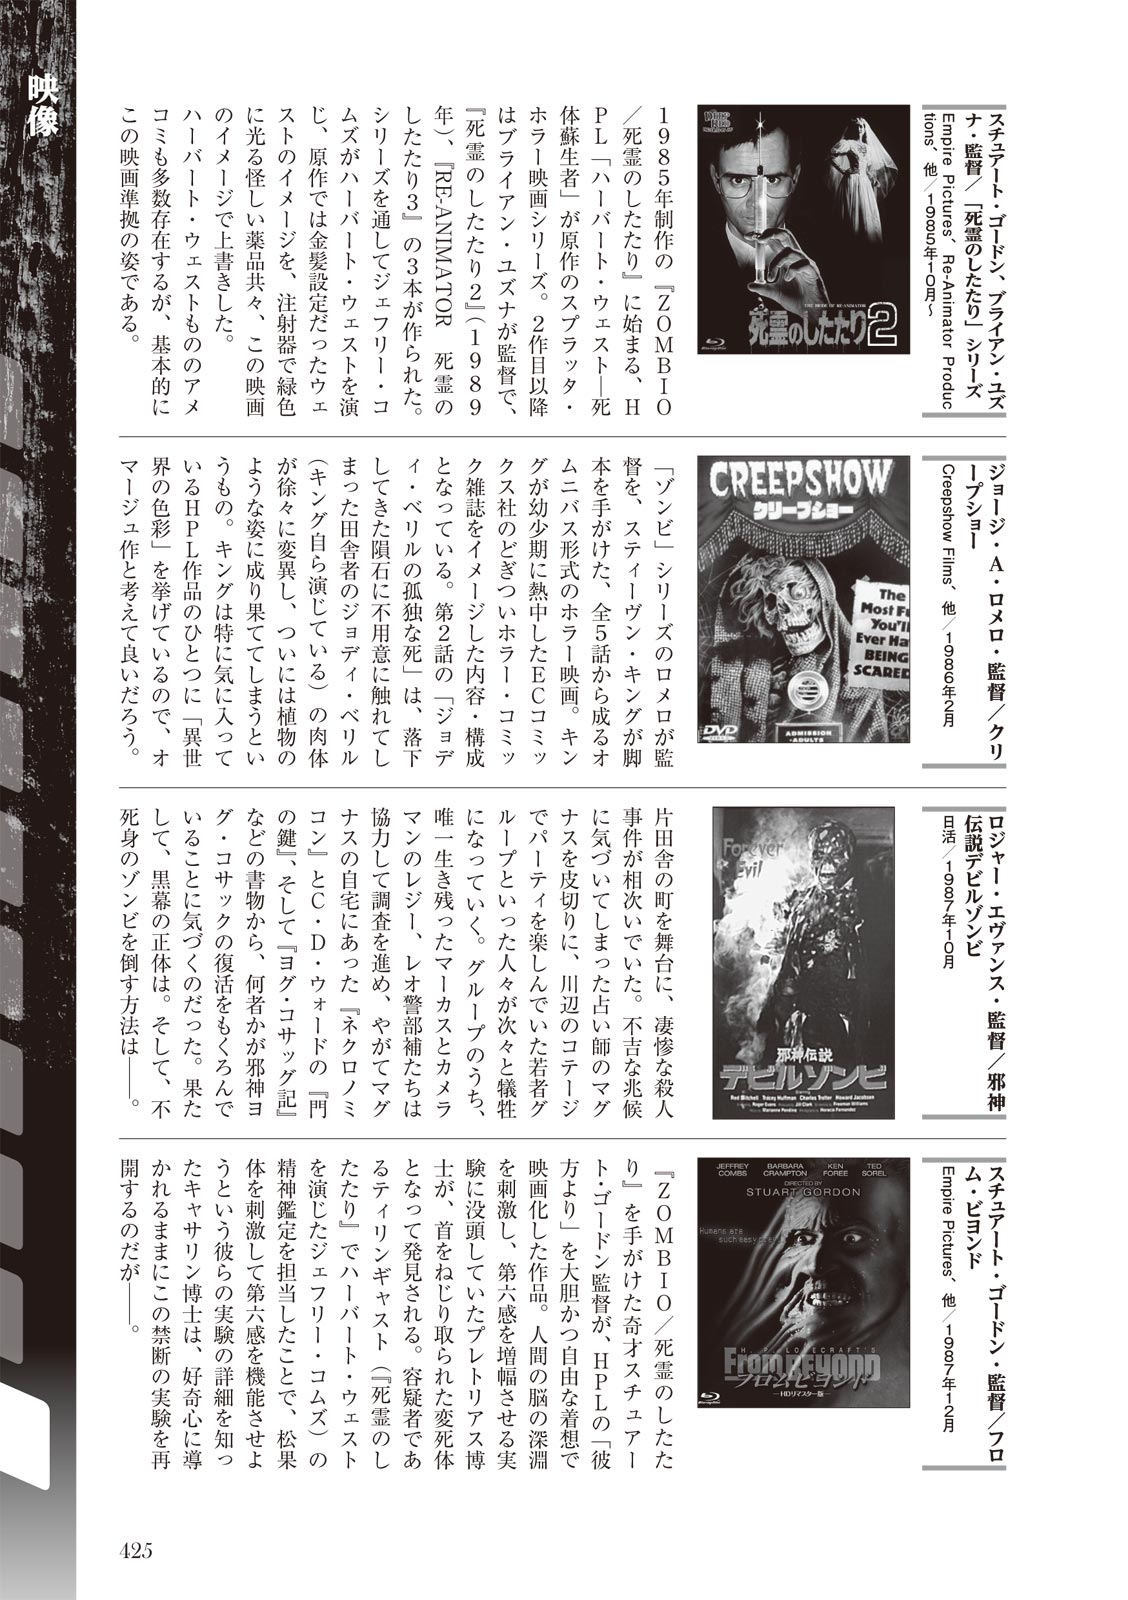 映像
スチュアート・ゴードン、ブライアン・ユズ
ナ・監督／「死霊のしたたり」シリーズ
Empire Pictures、Re-Animator Produc
tions、他／1985年10月～
THE BRIDE OF RE-ANIMATOR
死霊のしたたり2
1985年制作の『ZOMBIO
／死霊のしたたり』に始まる、H
PL「ハーバート・ウェスト―死
体蘇生者」が原作のスプラッタ・
ホラー映画シリーズ。2作目以降
はブライアン・ユズナが監督で、
『死霊のしたたり2』（1989
年）、『RE-ANIMATOR 死霊の
したたり3』の3本が作られた。
シリーズを通してジェフリー・コ
ムズがハーバート・ウェストを演
じ、原作では金髪設定だったウェ
ストのイメージを、注射器で緑色
に光る怪しい薬品共々、この映画
のイメージで上書きした。
ハーバート・ウェストもののアメ
コミも多数存在するが、基本的に
この映画準拠の姿である。
ジョージ・A・ロメロ・監督／クリ
ープショー
Creepshow Films、他／1986年2月
CREEPSHOW
クリープショー
The
Most Fu
You'll
Ever Ha
BEING
SCARED
DVD
ADMISSION
ADULTS
「ゾンビ」シリーズのロメロが監
督を、スティーヴン・キングが脚
本を手がけた、全5話から成るオ
ムニバス形式のホラー映画。キン
グが幼少期に熱中したECコミッ
クス社のどぎついホラー・コミッ
ク雑誌をイメージした内容・構成
となっている。第2話の「ジョデ
ィ・ベリルの孤独な死」は、落下
してきた隕石に不用意に触れてし
まった田舎者のジョディ・ベリル
（キング自ら演じている）の肉体
が徐々に変異し、ついには植物の
ような姿に成り果ててしまうとい
うもの。キングは特に気に入って
いるHPL作品のひとつに「異世
界の色彩」を挙げているので、オ
マージュ作と考えて良いだろう。
ロジャー・エヴァンス・監督／邪神
伝説デビルゾンビ
日活／1987年10月
Forever
Evil
邪神伝説
デビルゾンビ
Starring
Red Mitchell Tracey Huffman Charles Trotter Howard Jacobsen
片田舎の町を舞台に、凄惨な殺人
事件が相次いでいた。不吉な兆候
に気づいてしまった占い師のマグ
ナスを皮切りに、川辺のコテージ
でパーティを楽しんでいた若者グ
ループといった人々が次々と犠牲
になっていく。グループのうち、
唯一生き残ったマーカスとカメラ
マンのレジー、レオ警部補たちは
協力して調査を進め、やがてマグ
ナスの自宅にあった『ネクロノミ
コン』とC・D・ウォードの『門
の鍵』、そして『ヨグ・コサッグ記』
などの書物から、何者かが邪神ヨ
グ・コサックの復活をもくろんで
いることに気づくのだった。果た
して、黒幕の正体は。そして、不
死身のゾンビを倒す方法は――。
スチュアート・ゴードン・監督／フロ
ム・ビヨンド
Empire Pictures、他／1987年12月
JEFFREY COMBS BARBARA CRAMPTON KEN FOREE TED SOREL
DIRECTED BY
STUART GORDON
Humans are
such easy prey
H. P. LOVECRAFT'S
From BEYOND
フロムビヨンド
―HDリマスター版―
『ZOMBIO／死霊のしたた
り』を手がけた奇才スチュアー
ト・ゴードン監督が、HPLの「彼
方より」を大胆かつ自由な着想で
映画化した作品。人間の脳の深淵
を刺激し、第六感を増幅させる実
験に没頭していたプレトリアス博
士が、首をねじり取られた変死体
となって発見される。容疑者であ
るティリンギャスト（『死霊のし
たたり』でハーバート・ウェスト
を演じたジェフリー・コムズ）の
精神鑑定を担当したことで、松果
体を刺激して第六感を機能させよ
うという彼らの実験の詳細を知っ
たキャサリン博士は、好奇心に導
かれるままにこの禁断の実験を再
開するのだが――。
425